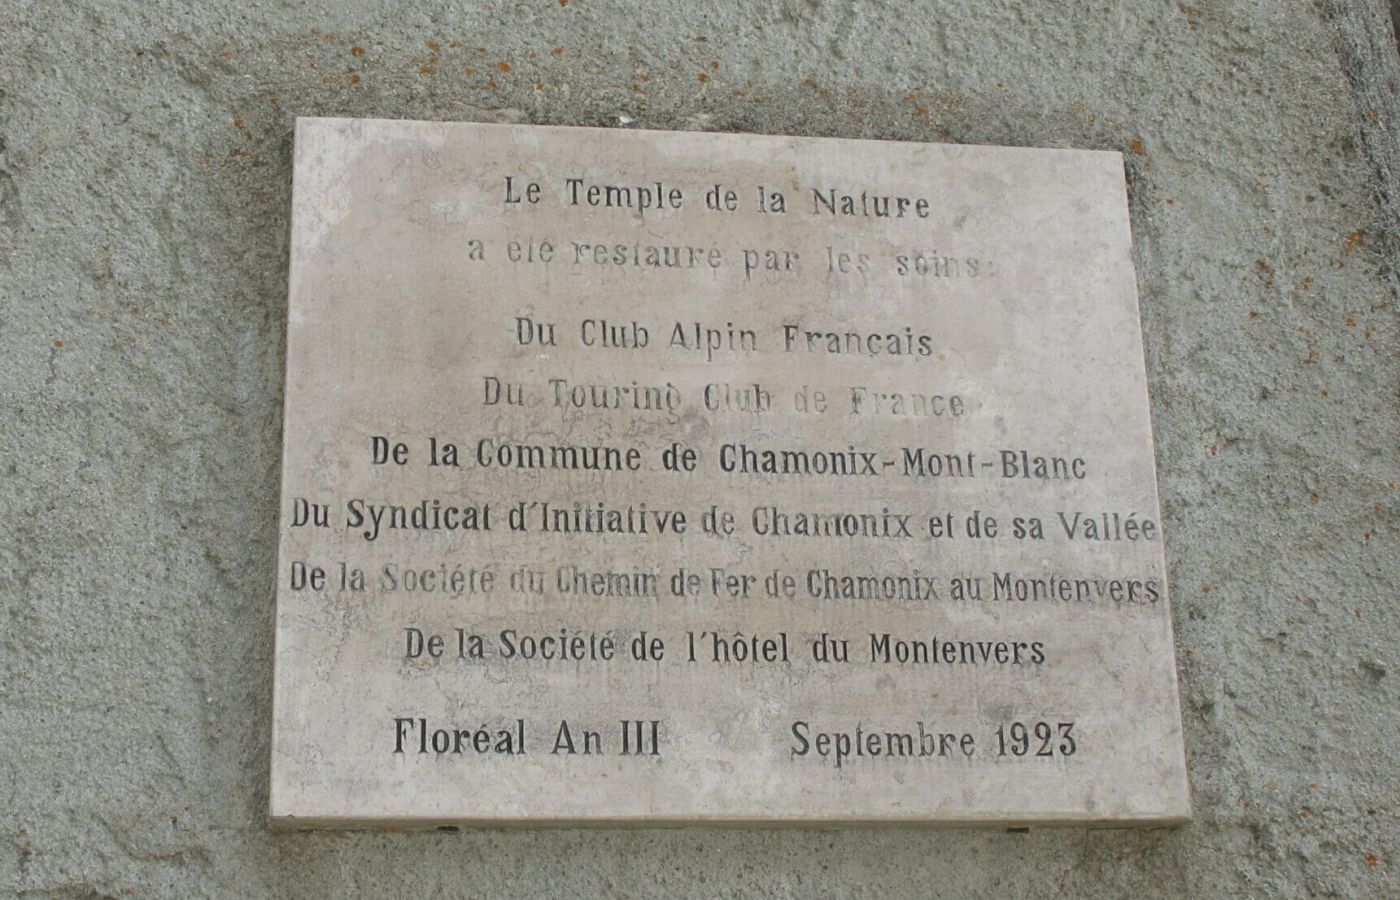 Le Temple de la Nature
a été restauré par les soins:
Du Club Alpin Français
Du Touring Club de France
De la Commune de Chamonix-Mont-Blanc
Du Syndicat d'Initiative de Chamonix et de sa Vallée
De la Société du Chemin de Fer de Chamonix au Montenvers
De la Société de l'hôtel du Montenvers
Floréal An III Septembre 1923